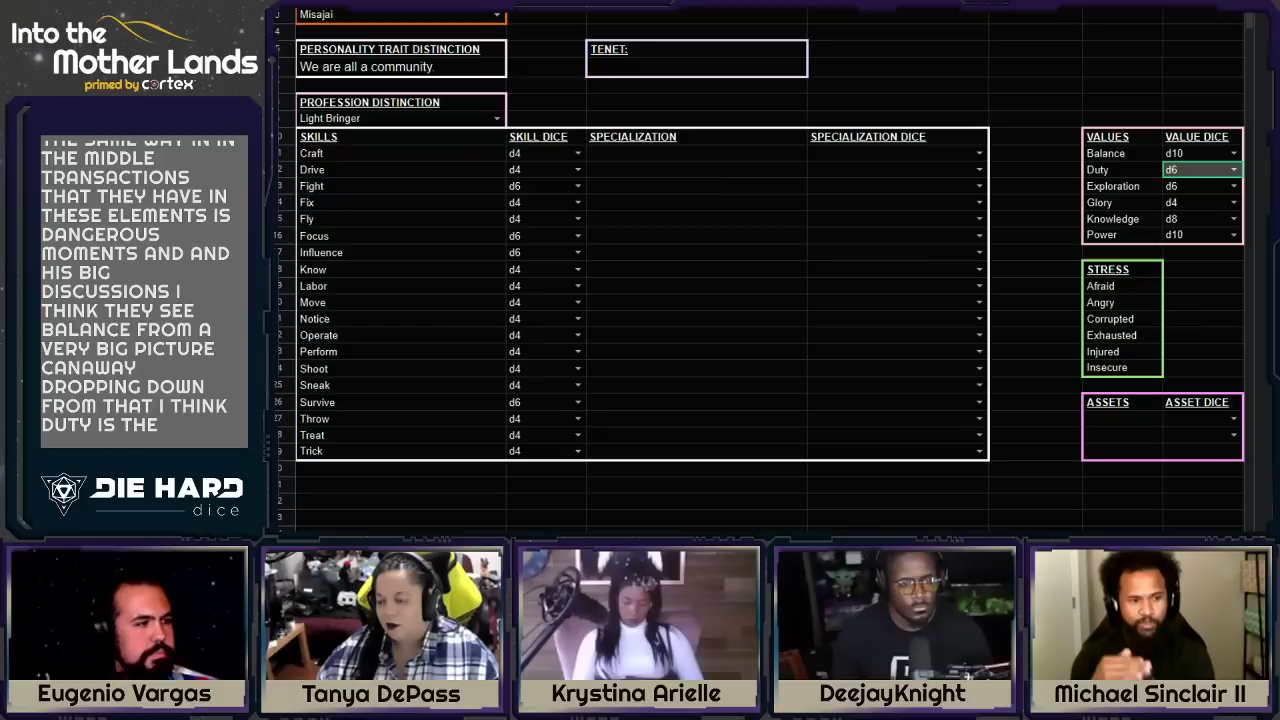 Into the
Mother Lands
primed by cortex
THE MIDDLE
TRANSACTIONS
THAT THEY HAVE IN
THESE ELEMENTS IS
DANGEROUS
MOMENTS AND AND
HIS BIG
DISCUSSIONS I
THINK THEY SEE
BALANCE FROM A
VERY BIG PICTURE
CANAWAY
DROPPING DOWN
FROM THAT I THINK
DUTY IS THE
DIE HARD
dice
Misajai
PERSONALITY TRAIT DISTINCTION
We are all a community.
TENET:
PROFESSION DISTINCTION
Light Bringer
SKILLS SKILL DICE SPECIALIZATION SPECIALIZATION DICE
Craft d4
Drive d4
Fight d6
Fix d4
Fly d4
Focus d6
Influence d6
Know d4
Labor d4
Move d4
Notice d4
Operate d4
Perform d4
Shoot d4
Sneak d4
Survive d6
Throw d4
Treat d4
Trick d4
VALUES VALUE DICE
Balance d10
Duty d6
Exploration d6
Glory d4
Knowledge d8
Power d10
STRESS
Afraid
Angry
Corrupted
Exhausted
Injured
Insecure
ASSETS ASSET DICE
Eugenio Vargas
Tanya DePass
Krystina Arielle
DeejayKnight
Michael Sinclair II